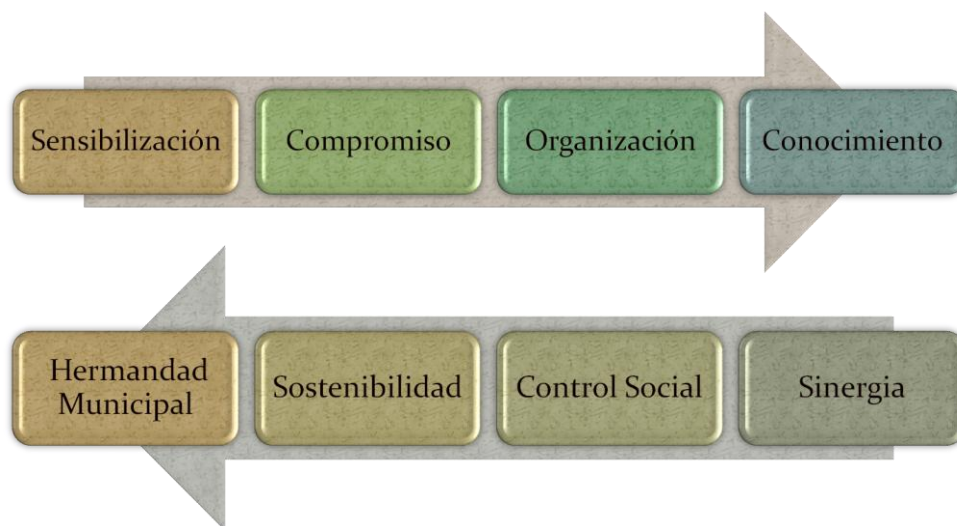 Sensibilización
Compromiso
Organización
Conocimiento
Hermandad
Municipal
Sostenibilidad
Control Social
Sinergia